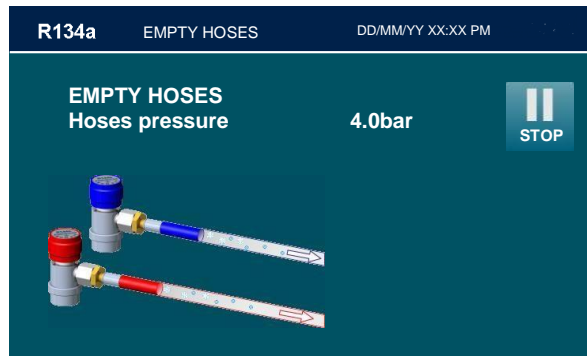 R134a EMPTY HOSES DD/MM/YY XX:XX PM
EMPTY HOSES
Hoses pressure 4.0bar
STOP